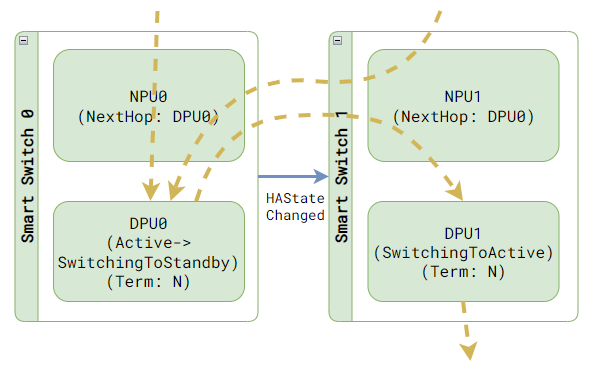 Smart Switch 0
NPU0
(NextHop: DPU0)
DPU0
(Active->
SwitchingToStandby)
(Term: N)
HAState
Changed
Smart Switch 1
NPU1
(NextHop: DPU0)
DPU1
(SwitchingToActive)
(Term: N)